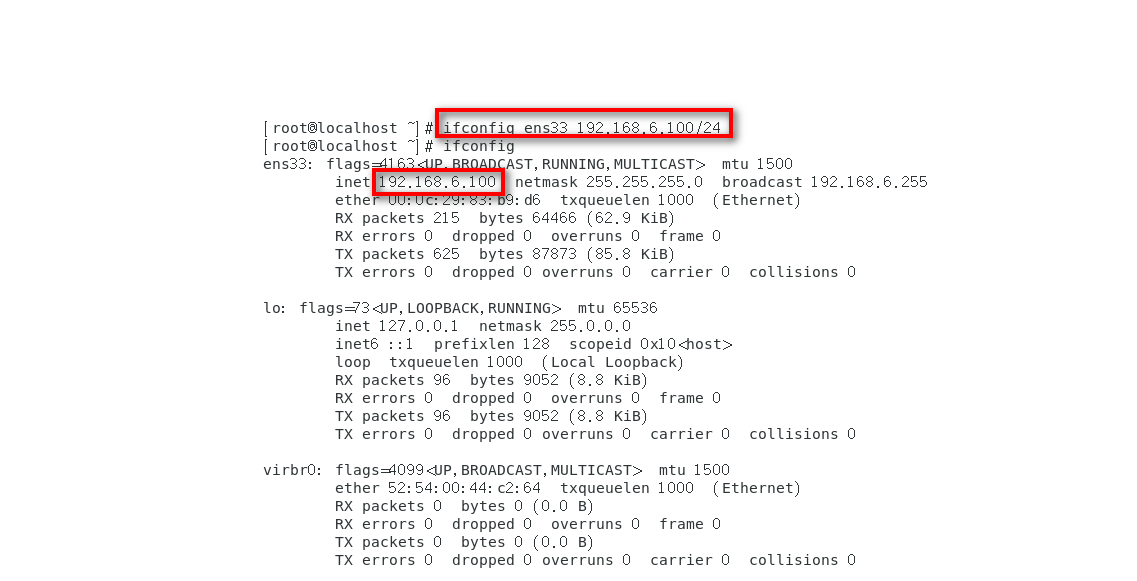 [root@localhost ~]# ifconfig ens33 192.168.6.100/24
[root@localhost ~]# ifconfig
ens33: flags=4163<UP,BROADCAST,RUNNING,MULTICAST>  mtu 1500
        inet 192.168.6.100  netmask 255.255.255.0  broadcast 192.168.6.255
        ether 00:0c:29:83:b9:d6  txqueuelen 1000  (Ethernet)
        RX packets 215  bytes 64466 (62.9 KiB)
        RX errors 0  dropped 0  overruns 0  frame 0
        TX packets 625  bytes 87873 (85.8 KiB)
        TX errors 0  dropped 0 overruns 0  carrier 0  collisions 0
lo: flags=73<UP,LOOPBACK,RUNNING>  mtu 65536
        inet 127.0.0.1  netmask 255.0.0.0
        inet6 ::1  prefixlen 128  scopeid 0x10<host>
        loop  txqueuelen 1000  (Local Loopback)
        RX packets 96  bytes 9052 (8.8 KiB)
        RX errors 0  dropped 0  overruns 0  frame 0
        TX packets 96  bytes 9052 (8.8 KiB)
        TX errors 0  dropped 0 overruns 0  carrier 0  collisions 0
virbr0: flags=4099<UP,BROADCAST,MULTICAST>  mtu 1500
        ether 52:54:00:44:c2:64  txqueuelen 1000  (Ethernet)
        RX packets 0  bytes 0 (0.0 B)
        RX errors 0  dropped 0  overruns 0  frame 0
        TX packets 0  bytes 0 (0.0 B)
        TX errors 0  dropped 0 overruns 0  carrier 0  collisions 0